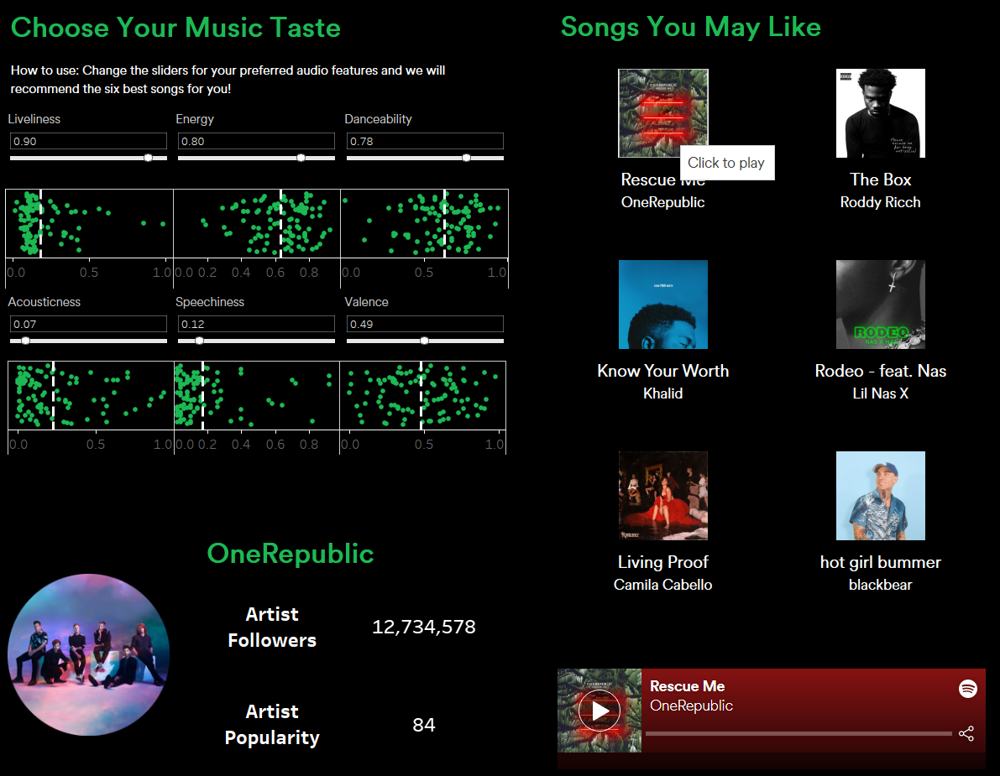 Choose Your Music Taste
How to use: Change the sliders for your preferred audio features and we will
recommend the six best songs for you!
Liveliness Energy Danceability
0.90 0.80 0.78
0.0 0.5 1.0 0.0 0.2 0.4 0.6 0.8 0.0 0.5 1.0
Acousticness Speechiness Valence
0.07 0.12 0.49
0.0 0.5 1.0 0.0 0.2 0.4 0.6 0.8 0.0 0.5 1.0
OneRepublic
Artist
Followers
12,734,578
Artist
Popularity
84
Songs You May Like
ONEREPUBLIC
Click to play
Rescue Me
OneRepublic
The Box
Roddy Ricch
Know Your Worth
Khalid
RODEO
Rodeo - feat. Nas
Lil Nas X
Romance
Living Proof
Camila Cabello
hot girl bummer
blackbear
Rescue Me
OneRepublic